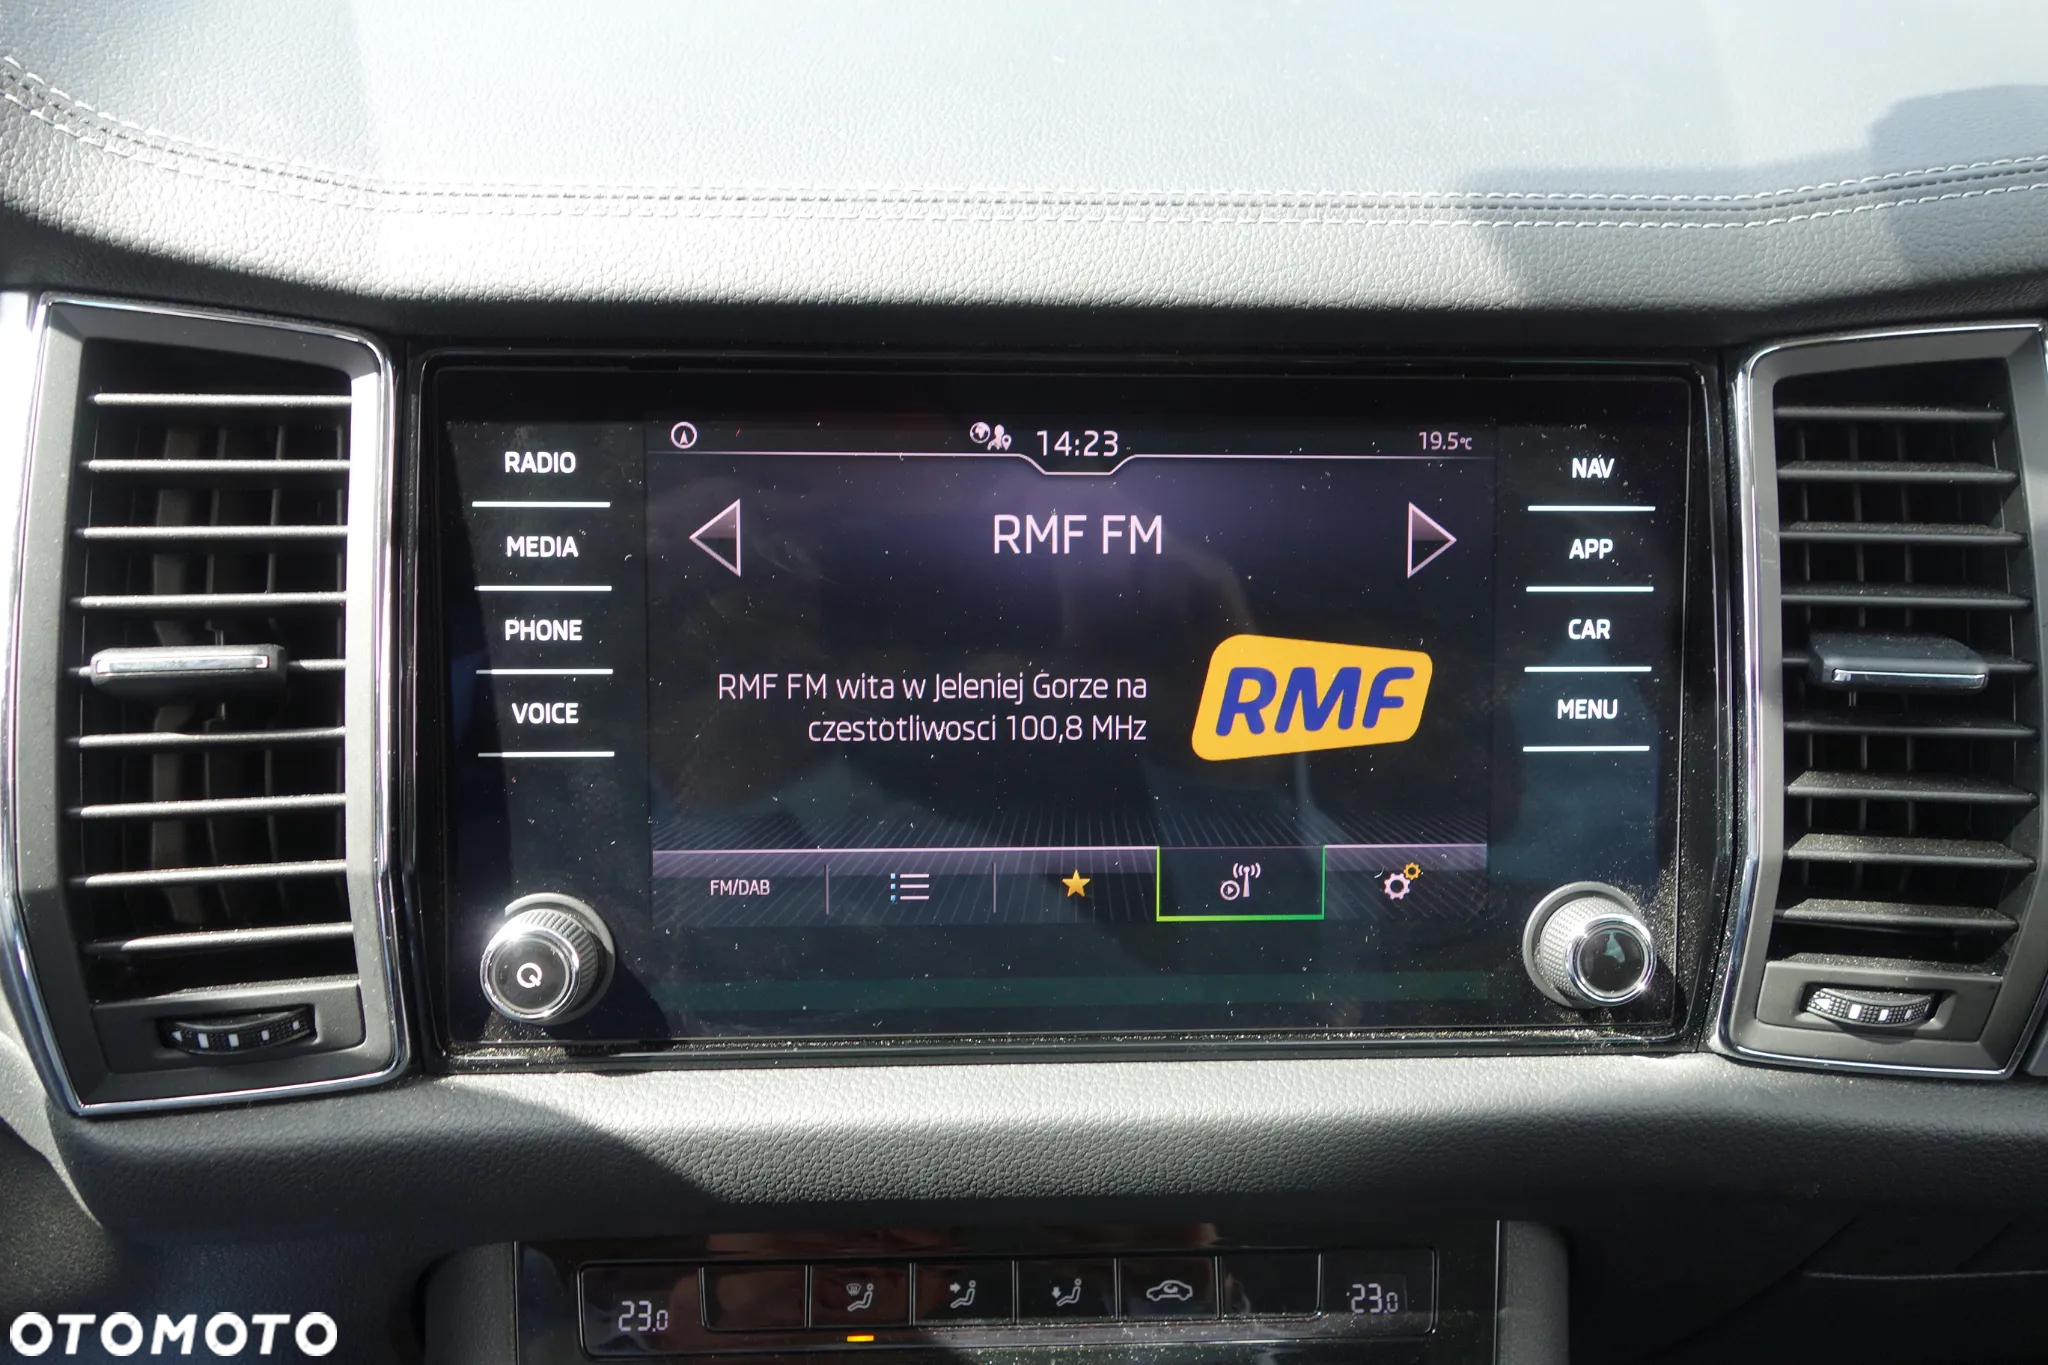 14:23
19.5°C
RADIO
MEDIA
PHONE
VOICE
RMF FM
RMF FM wita w Jeleniej Gorze na
czestotliwosci 100,8 MHz
RMF
FM/DAB
NAV
APP
CAR
MENU
23.0
23.0
OTOMOTO